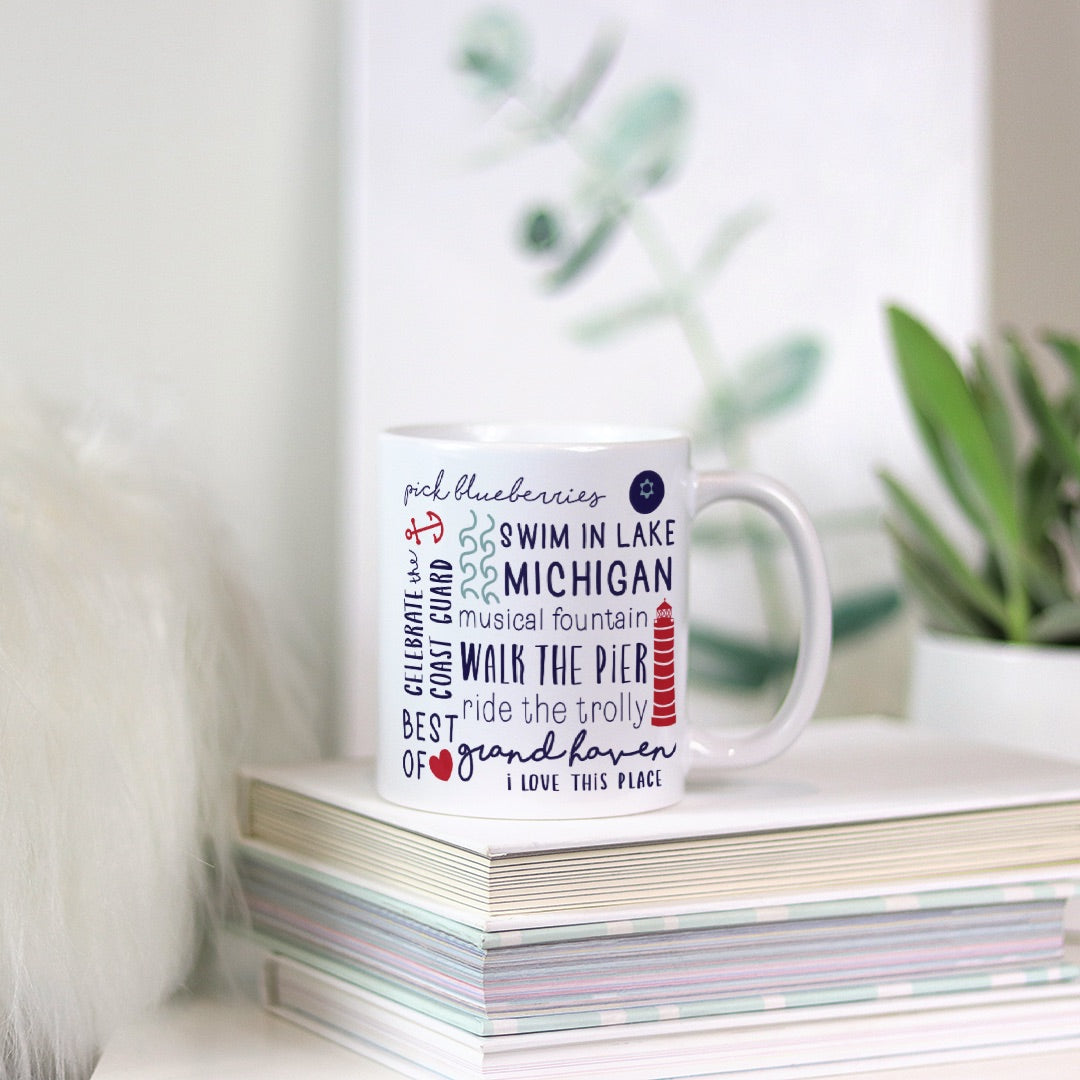 pick blueberries
CELEBRATE the
COAST GUARD
SWIM IN LAKE
MICHIGAN
musical fountain
WALK THE PIER
ride the trolly
BEST
OF
grand haven
i LOVE THiS PLACE